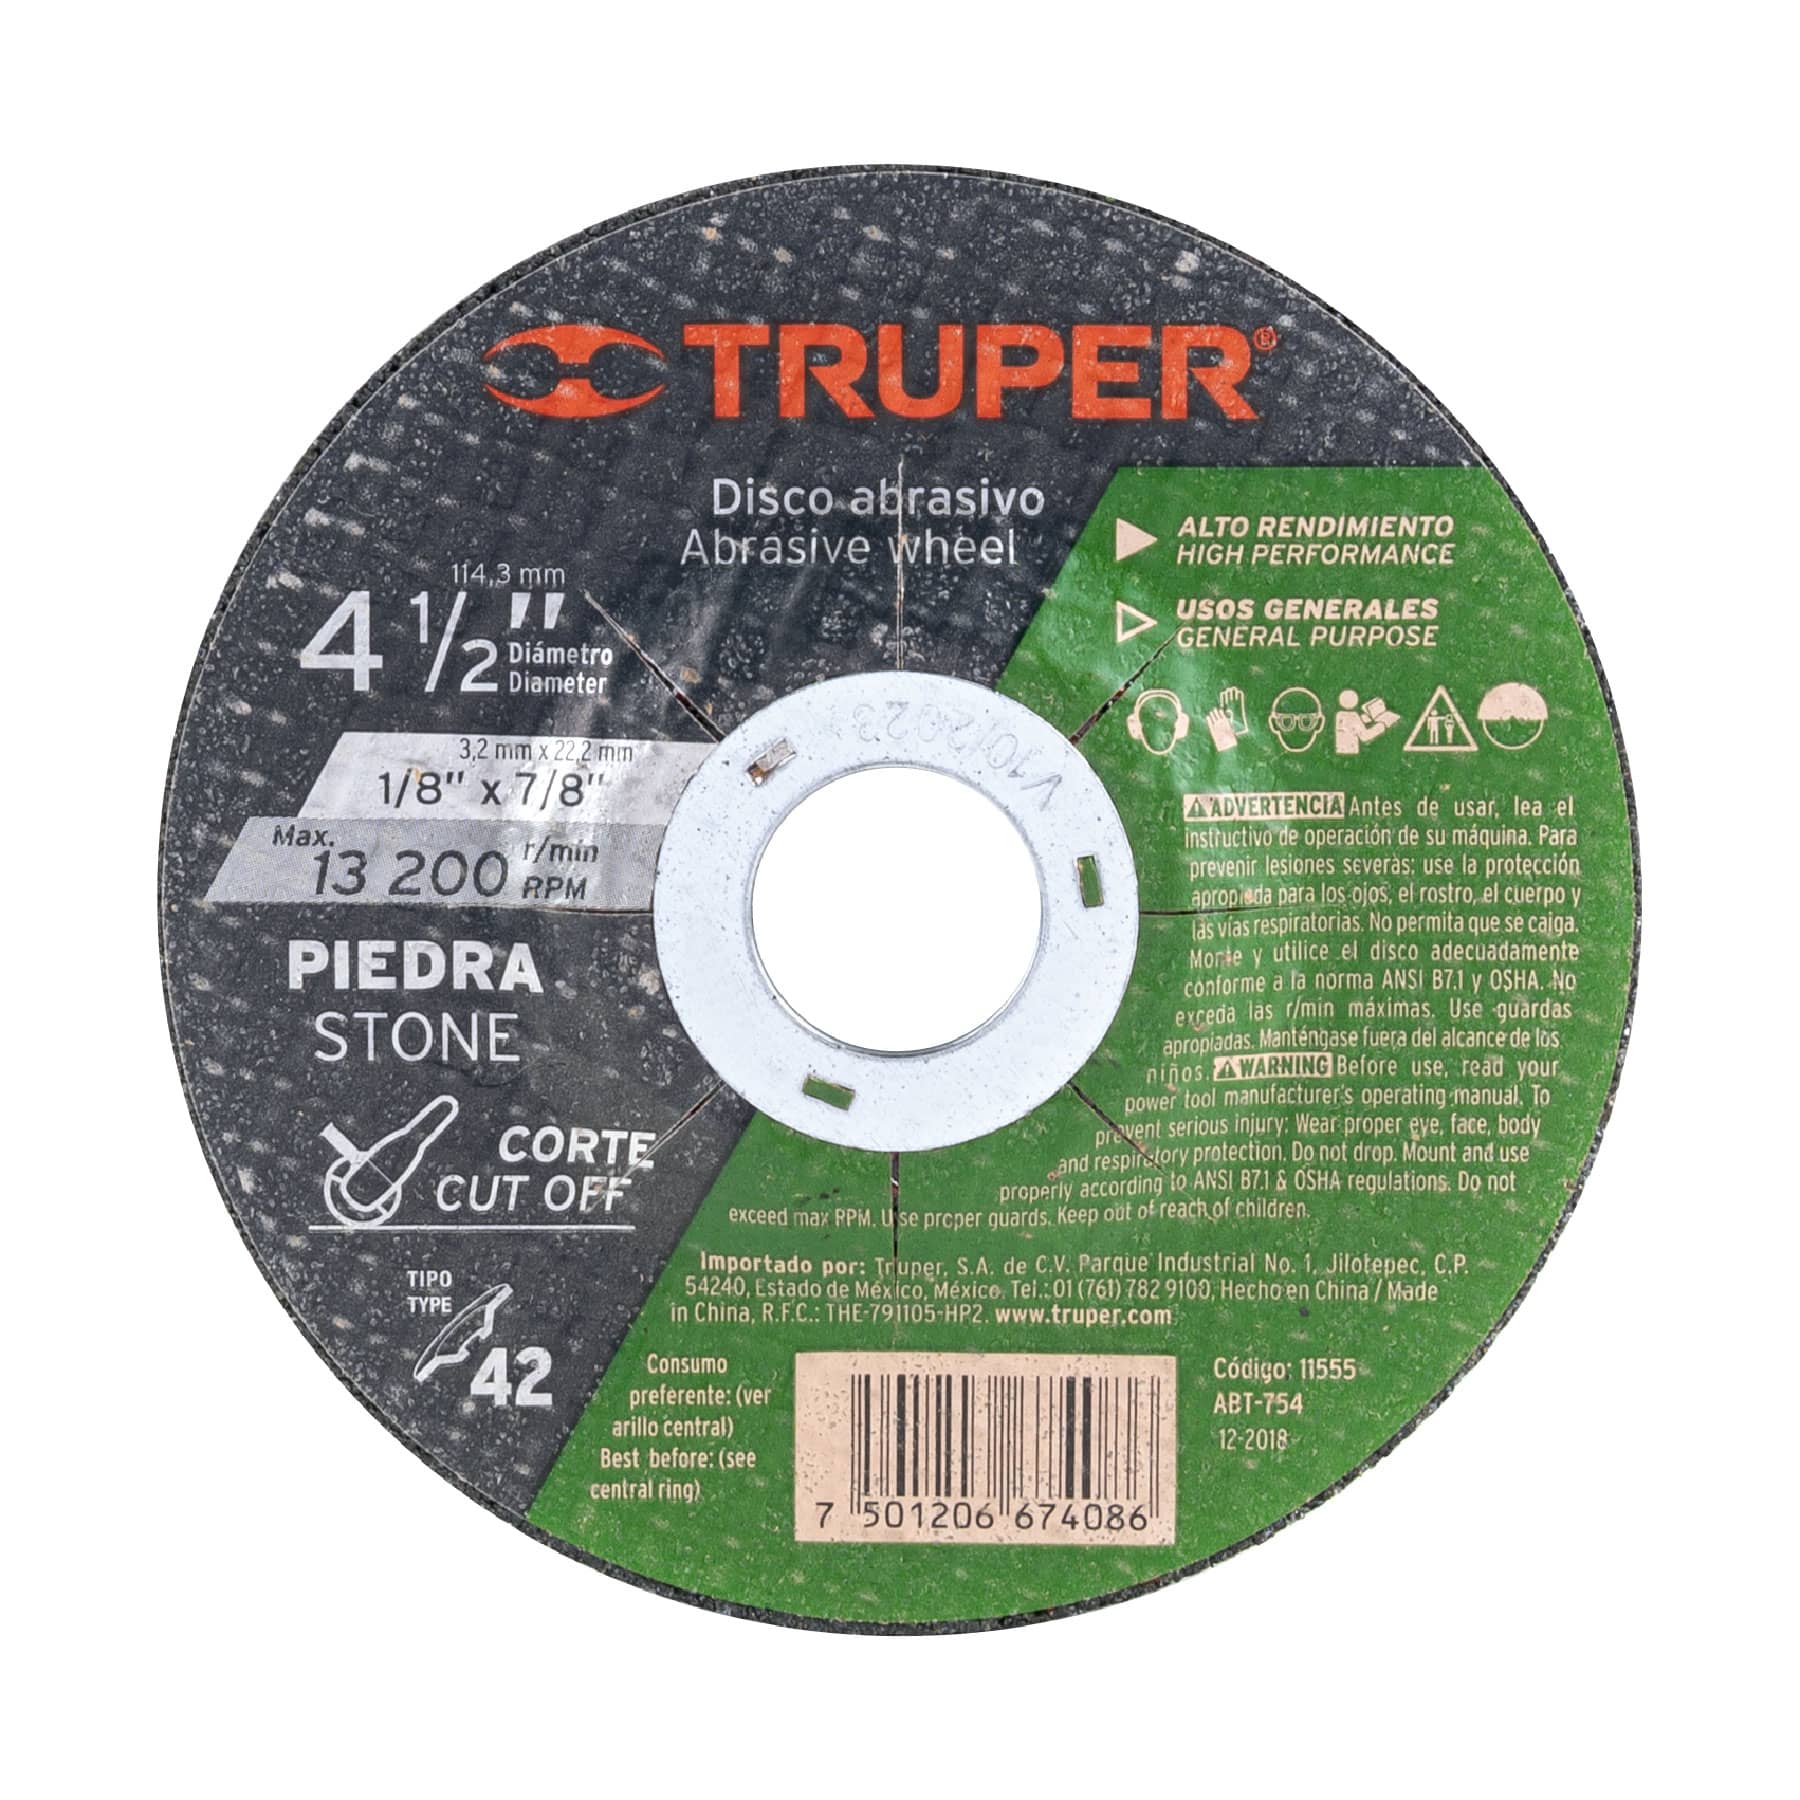 TRUPER®
Disco abrasivo
Abrasive wheel
114,3 mm
4 1/2"
Diámetro
Diameter
3,2 mm x 22,2 mm
1/8" x 7/8"
Max.
13 200 r/min
RPM
PIEDRA
STONE
CORTE
CUT OFF
TIPO
TYPE
42
ALTO RENDIMIENTO
HIGH PERFORMANCE
USOS GENERALES
GENERAL PURPOSE
V10/2023
ADVERTENCIA Antes de usar, lea el
instructivo de operación de su máquina. Para
prevenir lesiones severas: use la protección
apropiada para los ojos, el rostro, el cuerpo y
las vías respiratorias. No permita que se caiga.
Monte y utilice el disco adecuadamente
conforme a la norma ANSI B7.1 y OSHA. No
exceda las r/min máximas. Use guardas
apropiadas. Manténgase fuera del alcance de los
niños. WARNING Before use, read your
power tool manufacturer's operating manual. To
prevent serious injury: Wear proper eye, face, body
and respiratory protection. Do not drop. Mount and use
properly according to ANSI B7.1 & OSHA regulations. Do not
exceed max RPM. Use proper guards. Keep out of reach of children.
Importado por: Truper, S.A. de C.V. Parque Industrial No. 1, Jilotepec, C.P.
54240, Estado de México, México. Tel.: 01 (761) 782 9100, Hecho en China / Made
in China, R.F.C.: THE-791105-HP2. www.truper.com
Consumo
preferente: (ver
arillo central)
Best before: (see
central ring)
7 501206 674086
Código: 11555
ABT-754
12-2018